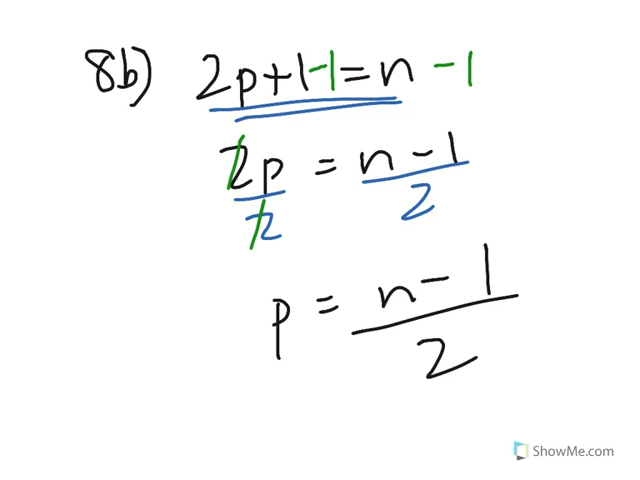 8b) 2p+1-1=n-1
2p/2 = n-1/2
p = n-1/2
ShowMe.com